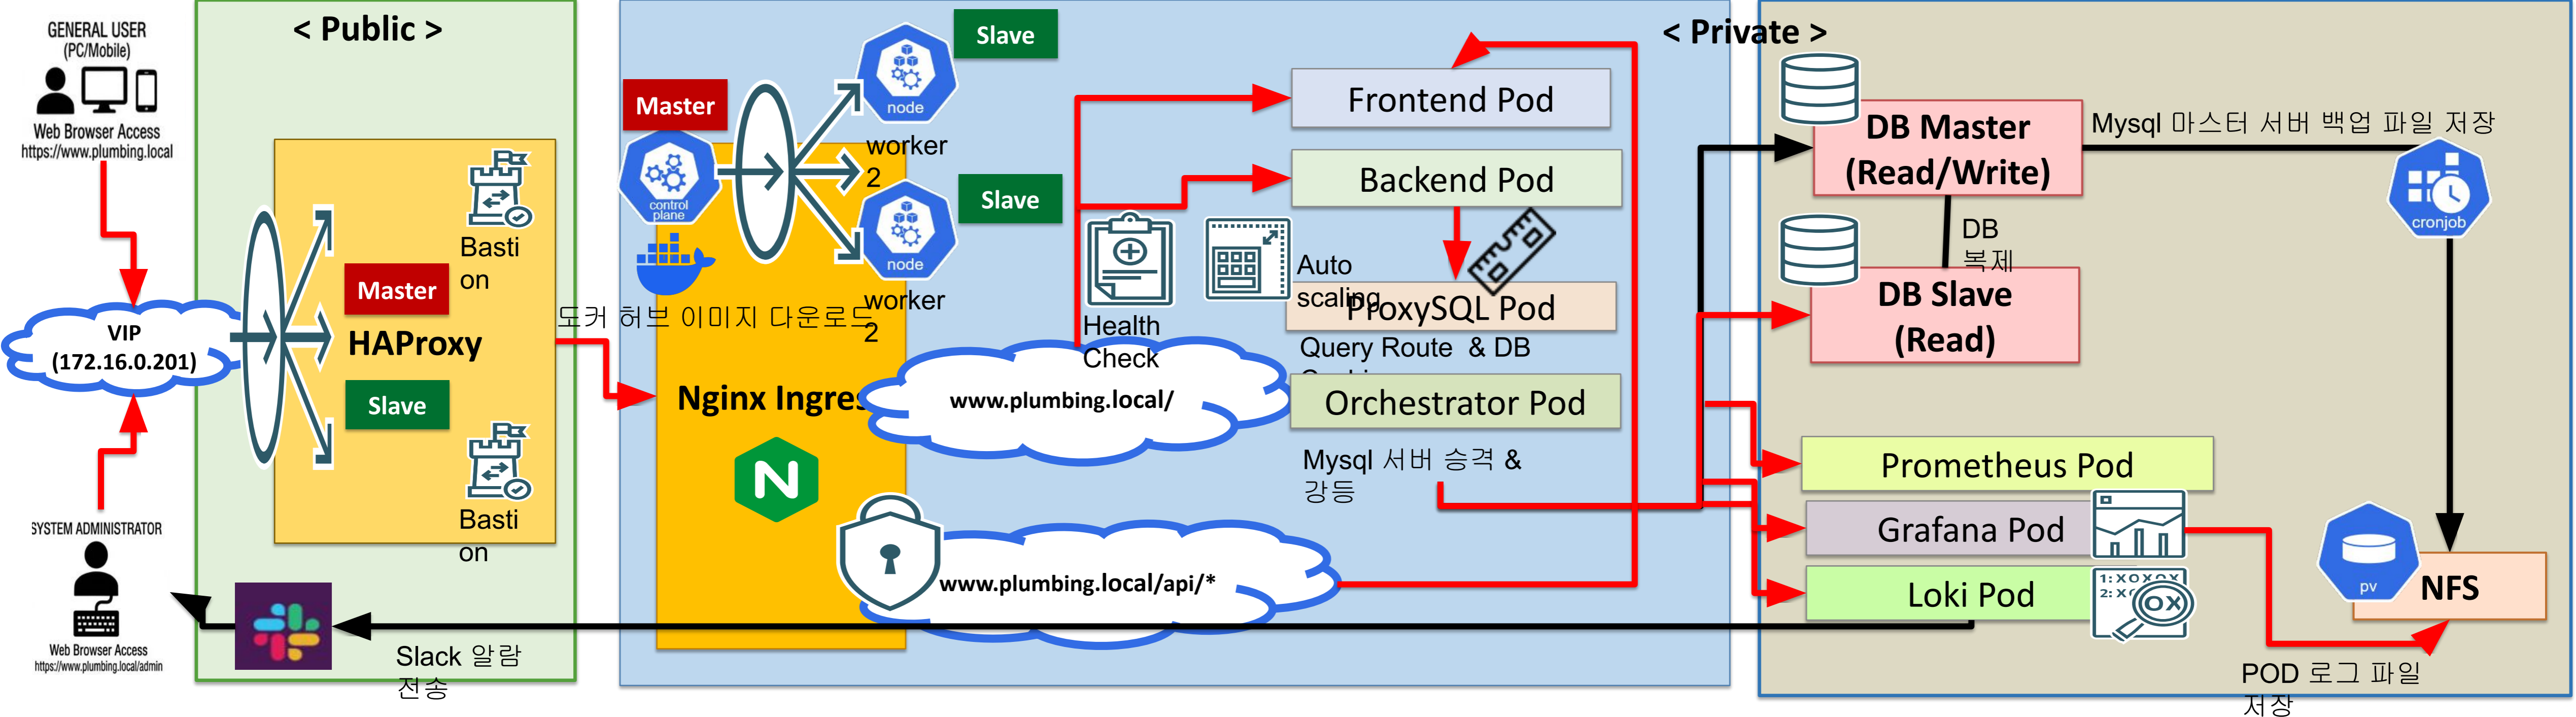 GENERAL USER
(PC/Mobile)
Web Browser Access
https://www.plumbing.local
VIP
(172.16.0.201)
SYSTEM ADMINISTRATOR
Web Browser Access
https://www.plumbing.local/admin
< Public >
Basti
on
Master
HAProxy
Slave
Basti
on
Slack 알람
전송
도커 허브 이미지 다운로드
Master
control
plane
Slave
node
worker
2
Slave
node
worker
2
Nginx Ingres
www.plumbing.local/
www.plumbing.local/api/*
Health
Check
Auto
scaling
Frontend Pod
Backend Pod
ProxySQL Pod
Query Route & DB
Orchestrator Pod
Mysql 서버 승격 &
강등
< Private >
DB Master
(Read/Write)
Mysql 마스터 서버 백업 파일 저장
cronjob
DB
복제
DB Slave
(Read)
Prometheus Pod
Grafana Pod
Loki Pod
1: XOXOX
2: X
OX
pv
NFS
POD 로그 파일
저장